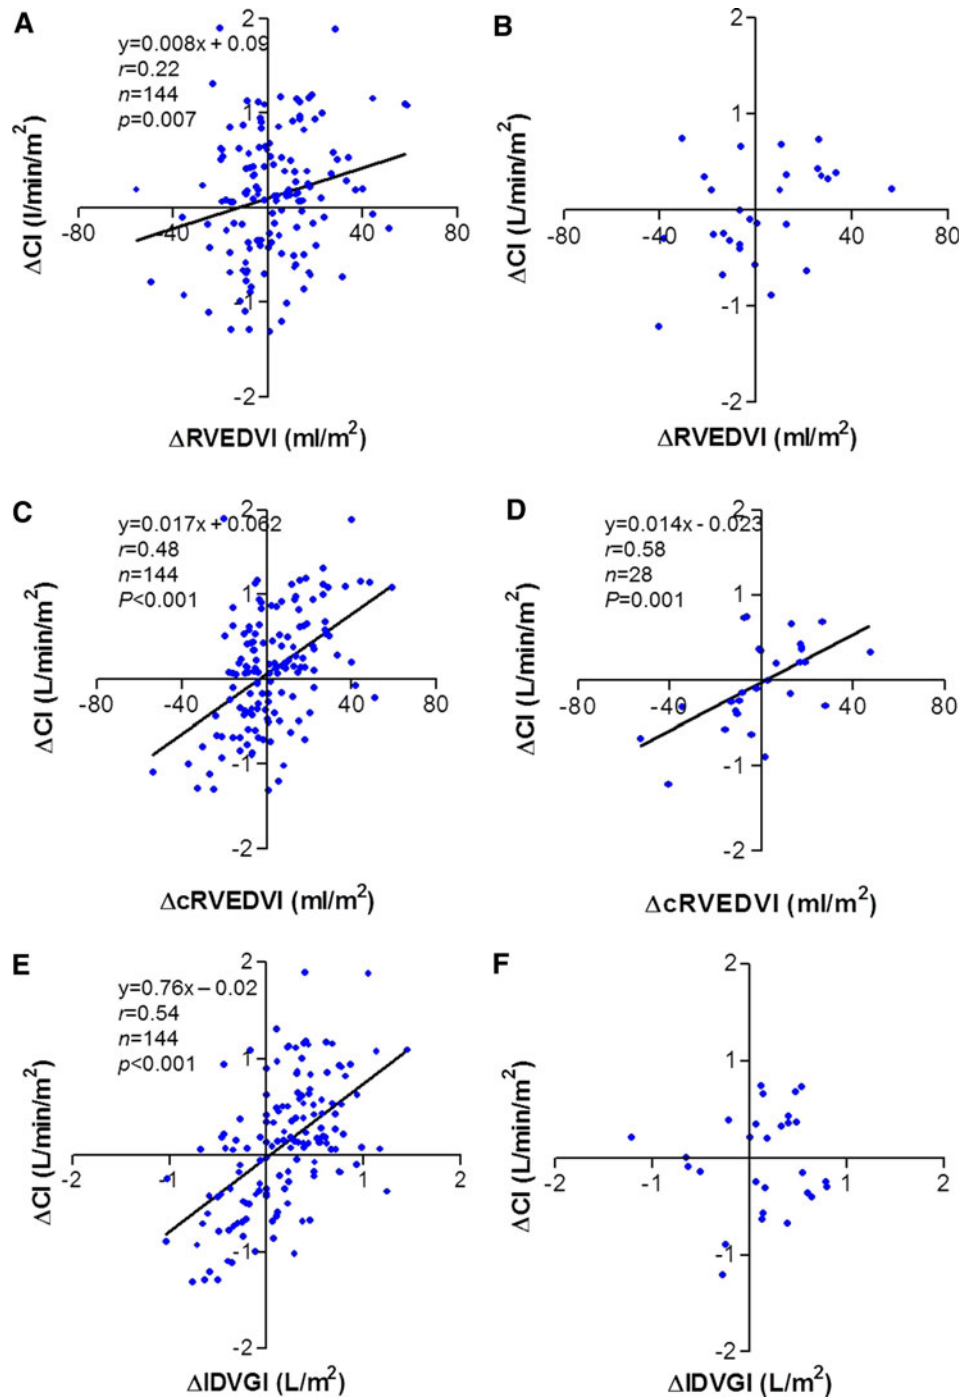 A
y=0.008x + 0.09
r=0.22
n=144
p=0.007
2
1
-1
-2
-80
-40
0
40
80
ΔCI (l/min/m²)
ΔRVEDVI (ml/m²)
B
2
1
-1
-2
-80
-40
0
40
80
ΔCI (L/min/m²)
ΔRVEDVI (ml/m²)
C
y=0.017x + 0.062
r=0.48
n=144
P<0.001
2
1
-1
-2
-80
-40
0
40
80
ΔCI (L/min/m²)
ΔcRVEDVI (ml/m²)
D
y=0.014x - 0.023
r=0.58
n=28
P=0.001
2
1
-1
-2
-80
-40
0
40
80
ΔCI (L/min/m²)
ΔcRVEDVI (ml/m²)
E
y=0.76x – 0.02
r=0.54
n=144
p<0.001
2
1
-1
-2
-2
-1
0
1
2
ΔCI (L/min/m²)
ΔIDVGI (L/m²)
F
2
1
-1
-2
-2
-1
0
1
2
ΔCI (L/min/m²)
ΔIDVGI (L/m²)